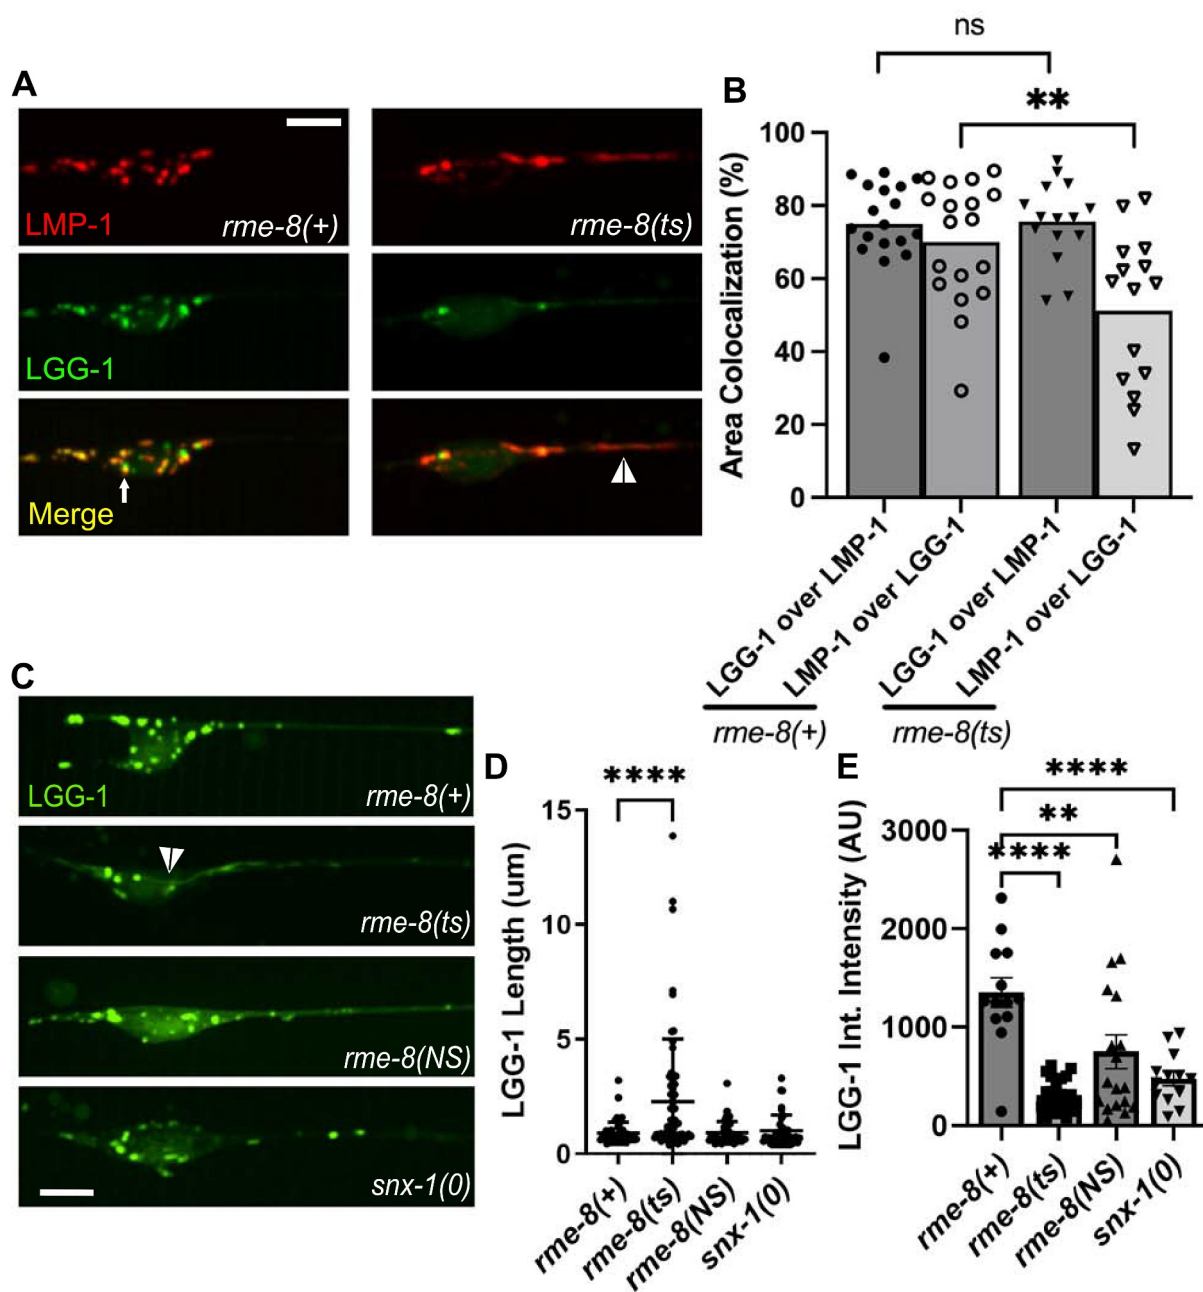 A
LMP-1
rme-8(+)
rme-8(ts)
LGG-1
Merge
B
ns
**
Area Colocalization (%)
100
80
60
40
20
0
LGG-1 over LMP-1
LMP-1 over LGG-1
LGG-1 over LMP-1
LMP-1 over LGG-1
rme-8(+)
rme-8(ts)
C
LGG-1
rme-8(+)
rme-8(ts)
rme-8(NS)
snx-1(0)
D
****
LGG-1 Length (um)
15
10
5
0
rme-8(+)
rme-8(ts)
rme-8(NS)
snx-1(0)
E
****
**
****
LGG-1 Int. Intensity (AU)
3000
2000
1000
0
rme-8(+)
rme-8(ts)
rme-8(NS)
snx-1(0)